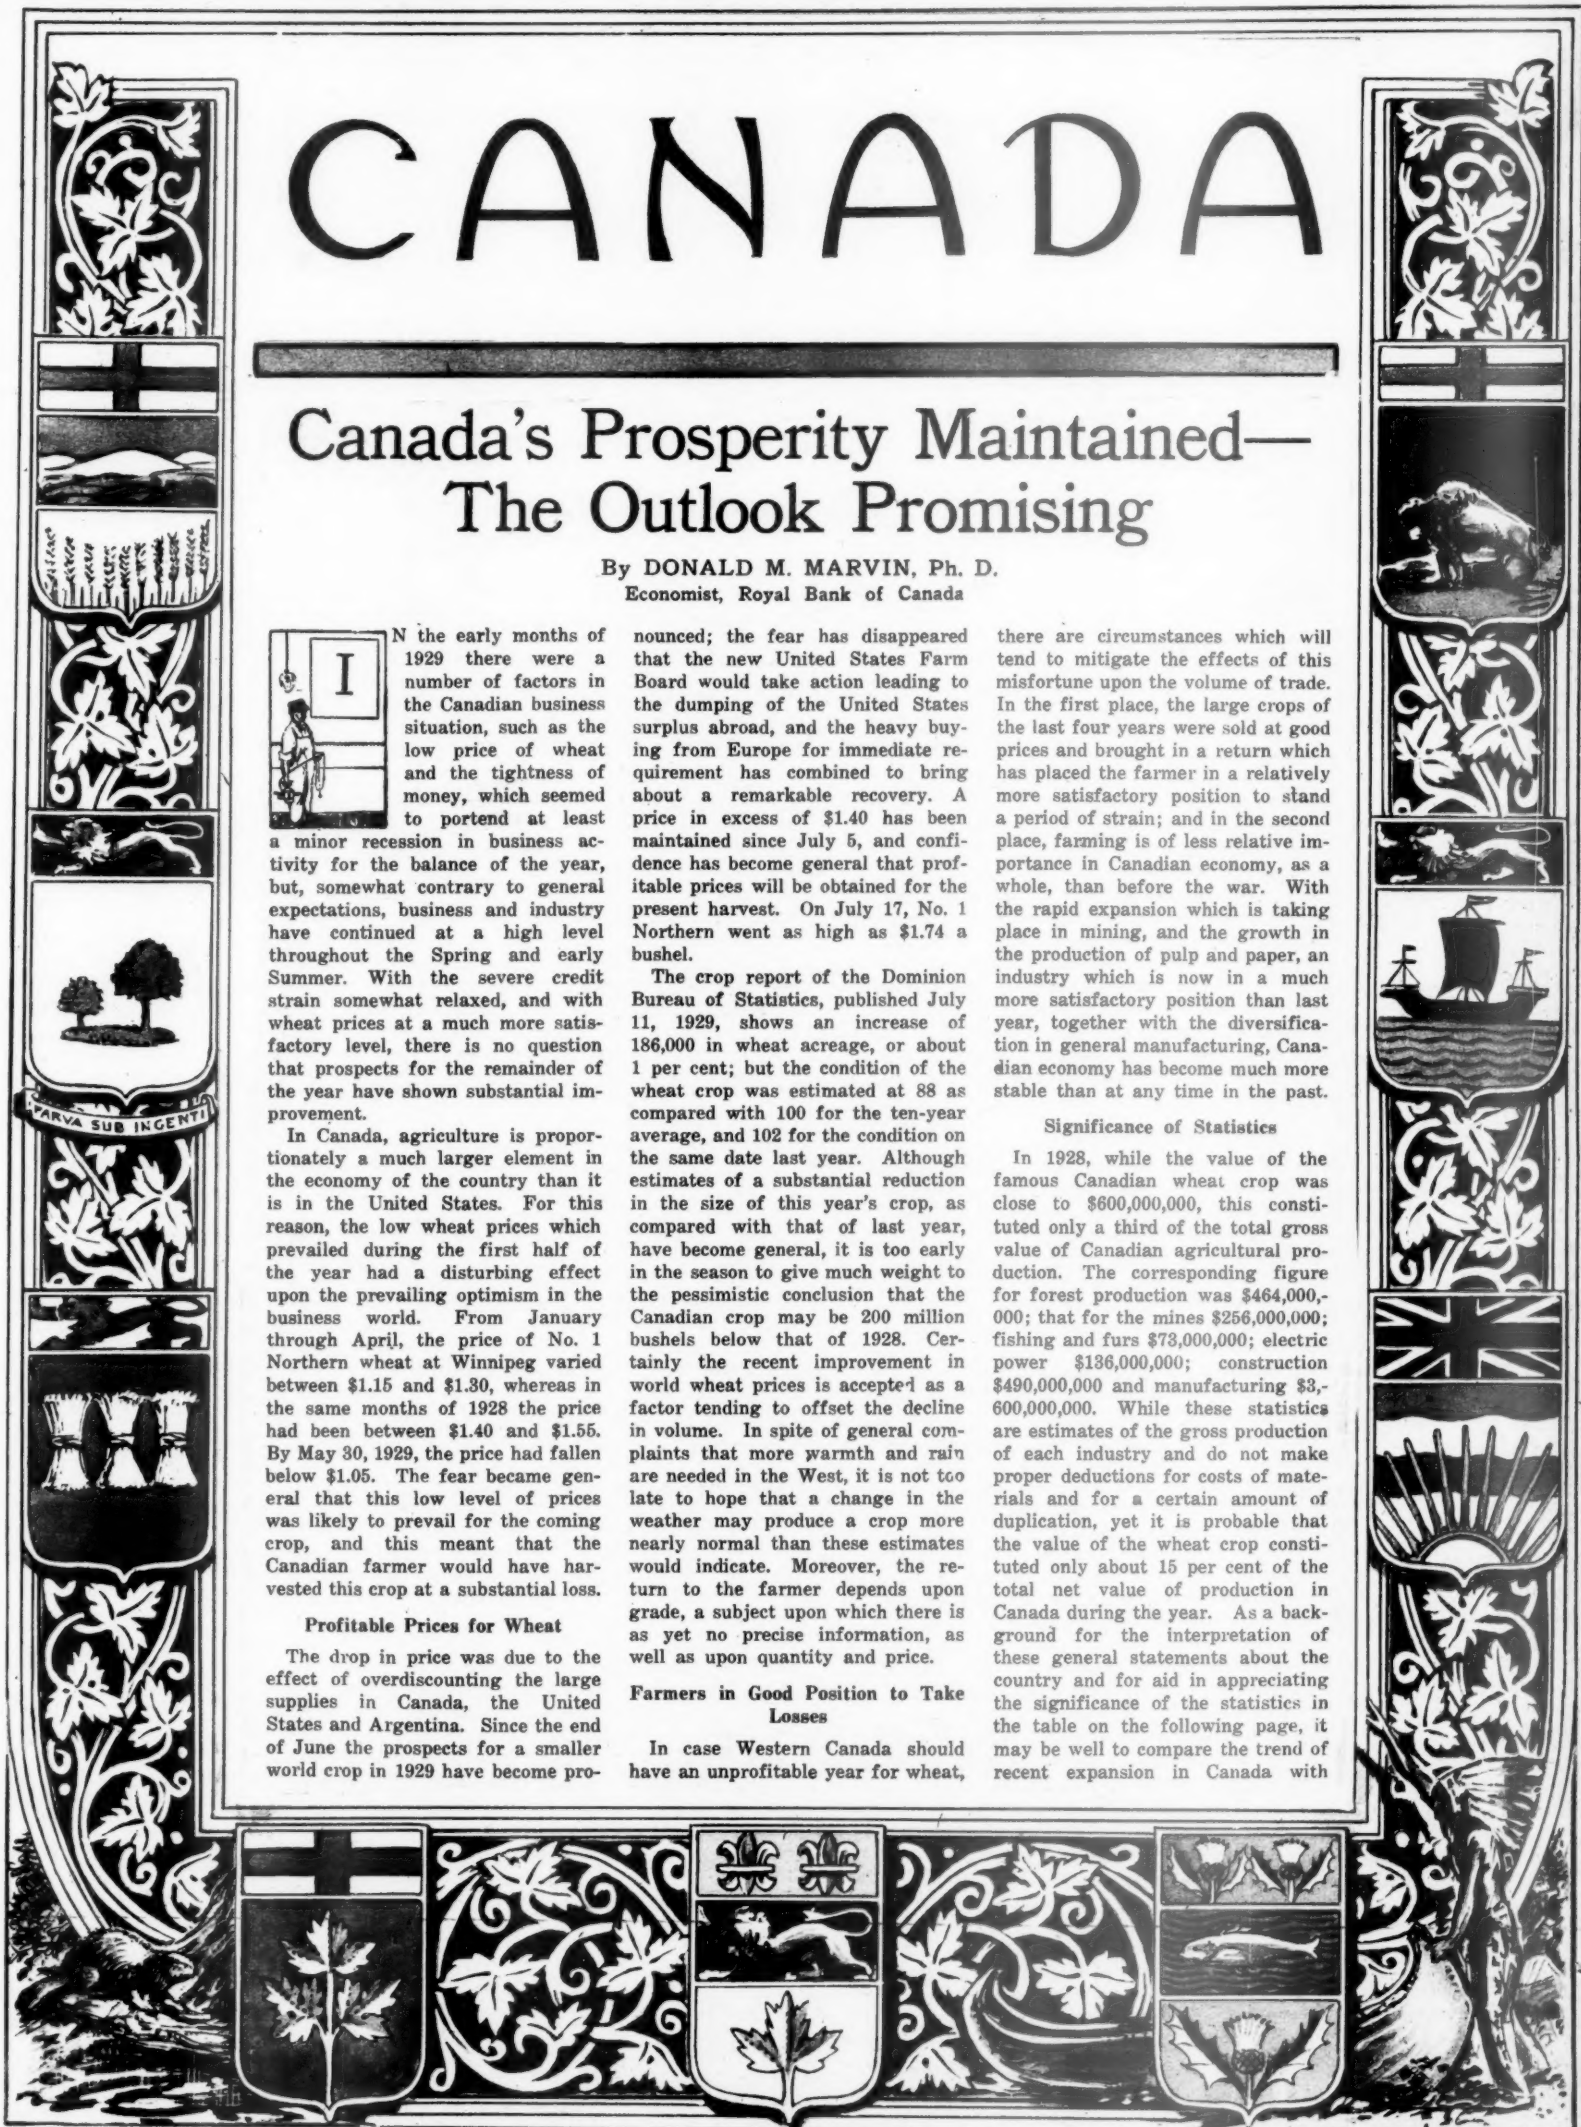 CANADA
Canada's Prosperity Maintained—
The Outlook Promising
By DONALD M. MARVIN, Ph. D.
Economist, Royal Bank of Canada
IN the early months of
1929 there were a
number of factors in
the Canadian business
situation, such as the
low price of wheat
and the tightness of
money, which seemed
to portend at least
a minor recession in business ac-
tivity for the balance of the year,
but, somewhat contrary to general
expectations, business and industry
have continued at a high level
throughout the Spring and early
Summer. With the severe credit
strain somewhat relaxed, and with
wheat prices at a much more satis-
factory level, there is no question
that prospects for the remainder of
the year have shown substantial im-
provement.
In Canada, agriculture is propor-
tionately a much larger element in
the economy of the country than it
is in the United States. For this
reason, the low wheat prices which
prevailed during the first half of
the year had a disturbing effect
upon the prevailing optimism in the
business world. From January
through April, the price of No. 1
Northern wheat at Winnipeg varied
between $1.15 and $1.30, whereas in
the same months of 1928 the price
had been between $1.40 and $1.55.
By May 30, 1929, the price had fallen
below $1.05. The fear became gen-
eral that this low level of prices
was likely to prevail for the coming
crop, and this meant that the
Canadian farmer would have har-
vested this crop at a substantial loss.
Profitable Prices for Wheat
The drop in price was due to the
effect of overdiscounting the large
supplies in Canada, the United
States and Argentina. Since the end
of June the prospects for a smaller
world crop in 1929 have become pro-
nounced; the fear has disappeared
that the new United States Farm
Board would take action leading to
the dumping of the United States
surplus abroad, and the heavy buy-
ing from Europe for immediate re-
quirement has combined to bring
about a remarkable recovery. A
price in excess of $1.40 has been
maintained since July 5, and confi-
dence has become general that prof-
itable prices will be obtained for the
present harvest. On July 17, No. 1
Northern went as high as $1.74 a
bushel.
The crop report of the Dominion
Bureau of Statistics, published July
11, 1929, shows an increase of
186,000 in wheat acreage, or about
1 per cent; but the condition of the
wheat crop was estimated at 88 as
compared with 100 for the ten-year
average, and 102 for the condition on
the same date last year. Although
estimates of a substantial reduction
in the size of this year's crop, as
compared with that of last year,
have become general, it is too early
in the season to give much weight to
the pessimistic conclusion that the
Canadian crop may be 200 million
bushels below that of 1928. Cer-
tainly the recent improvement in
world wheat prices is accepted as a
factor tending to offset the decline
in volume. In spite of general com-
plaints that more warmth and rain
are needed in the West, it is not too
late to hope that a change in the
weather may produce a crop more
nearly normal than these estimates
would indicate. Moreover, the re-
turn to the farmer depends upon
grade, a subject upon which there is
as yet no precise information, as
well as upon quantity and price.
Farmers in Good Position to Take
Losses
In case Western Canada should
have an unprofitable year for wheat,
there are circumstances which will
tend to mitigate the effects of this
misfortune upon the volume of trade.
In the first place, the large crops of
the last four years were sold at good
prices and brought in a return which
has placed the farmer in a relatively
more satisfactory position to stand
a period of strain; and in the second
place, farming is of less relative im-
portance in Canadian economy, as a
whole, than before the war. With
the rapid expansion which is taking
place in mining, and the growth in
the production of pulp and paper, an
industry which is now in a much
more satisfactory position than last
year, together with the diversifica-
tion in general manufacturing, Cana-
dian economy has become much more
stable than at any time in the past.
Significance of Statistics
In 1928, while the value of the
famous Canadian wheat crop was
close to $600,000,000, this consti-
tuted only a third of the total gross
value of Canadian agricultural pro-
duction. The corresponding figure
for forest production was $464,000,-
000; that for the mines $256,000,000;
fishing and furs $73,000,000; electric
power $136,000,000; construction
$490,000,000 and manufacturing $3,-
600,000,000. While these statistics
are estimates of the gross production
of each industry and do not make
proper deductions for costs of mate-
rials and for a certain amount of
duplication, yet it is probable that
the value of the wheat crop consti-
tuted only about 15 per cent of the
total net value of production in
Canada during the year. As a back-
ground for the interpretation of
these general statements about the
country and for aid in appreciating
the significance of the statistics in
the table on the following page, it
may be well to compare the trend of
recent expansion in Canada with
PARVA SUB INGENTI